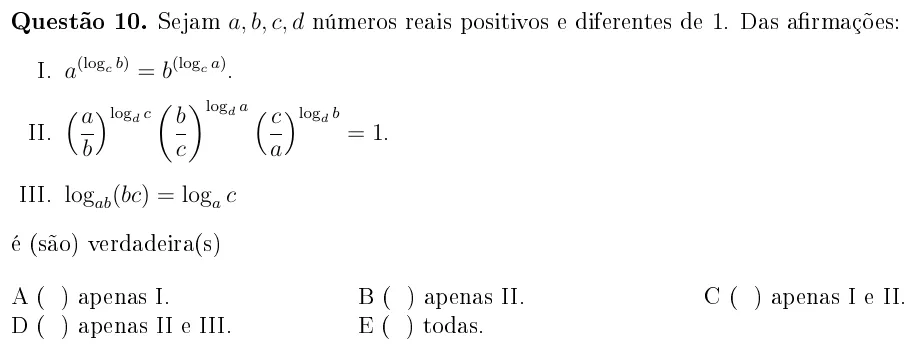 Questão 10. Sejam a, b, c, d números reais positivos e diferentes de 1. Das afirmações:
I. a^{(log_c b)} = b^{(log_c a)}.
II. (a/b)^{log_d c} (b/c)^{log_d a} (c/a)^{log_d b} = 1.
III. log_{ab}(bc) = log_a c
é (são) verdadeira(s)
A ( ) apenas I. B ( ) apenas II. C ( ) apenas I e II.
D ( ) apenas II e III. E ( ) todas.